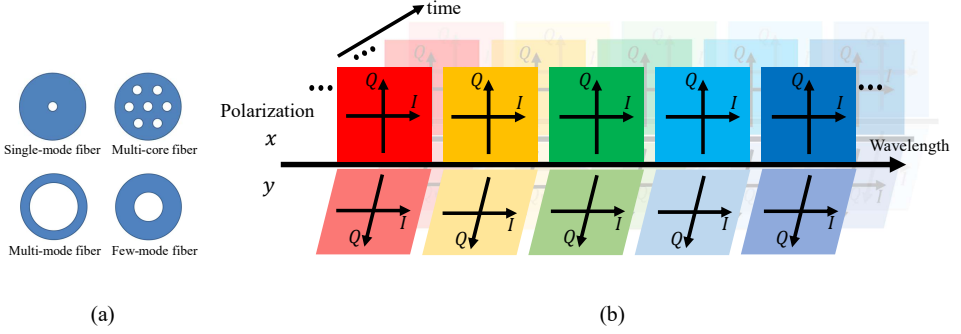 time
Q Q Q Q Q
I I I I I
Polarization
x
Wavelength
y
Single-mode fiber Multi-core fiber
I I I I I
Q Q Q Q Q
Multi-mode fiber Few-mode fiber
(a) (b)